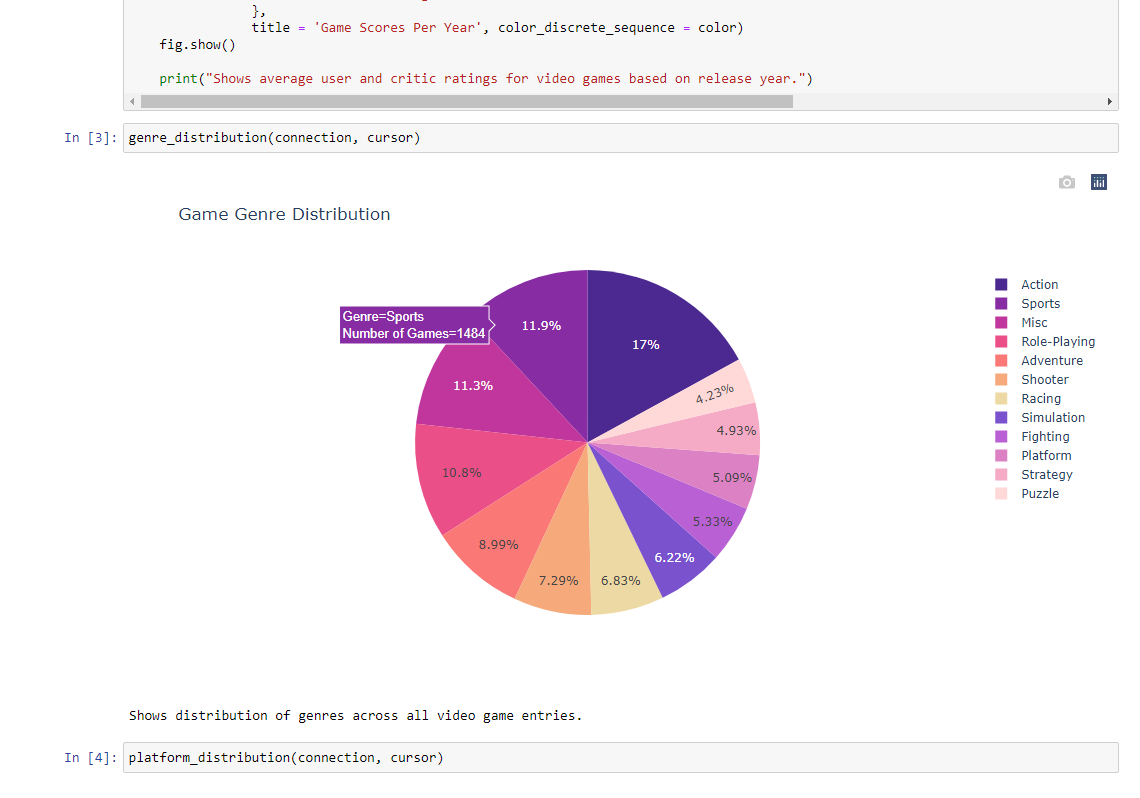 },
title = 'Game Scores Per Year', color_discrete_sequence = color)
fig.show()
print("Shows average user and critic ratings for video games based on release year.")
In [3]:
genre_distribution(connection, cursor)
Game Genre Distribution
Genre=Sports
Number of Games=1484
11.9%
17%
11.3%
4.23%
4.93%
10.8%
5.09%
5.33%
8.99%
6.22%
7.29%
6.83%
Action
Sports
Misc
Role-Playing
Adventure
Shooter
Racing
Simulation
Fighting
Platform
Strategy
Puzzle
Shows distribution of genres across all video game entries.
In [4]:
platform_distribution(connection, cursor)